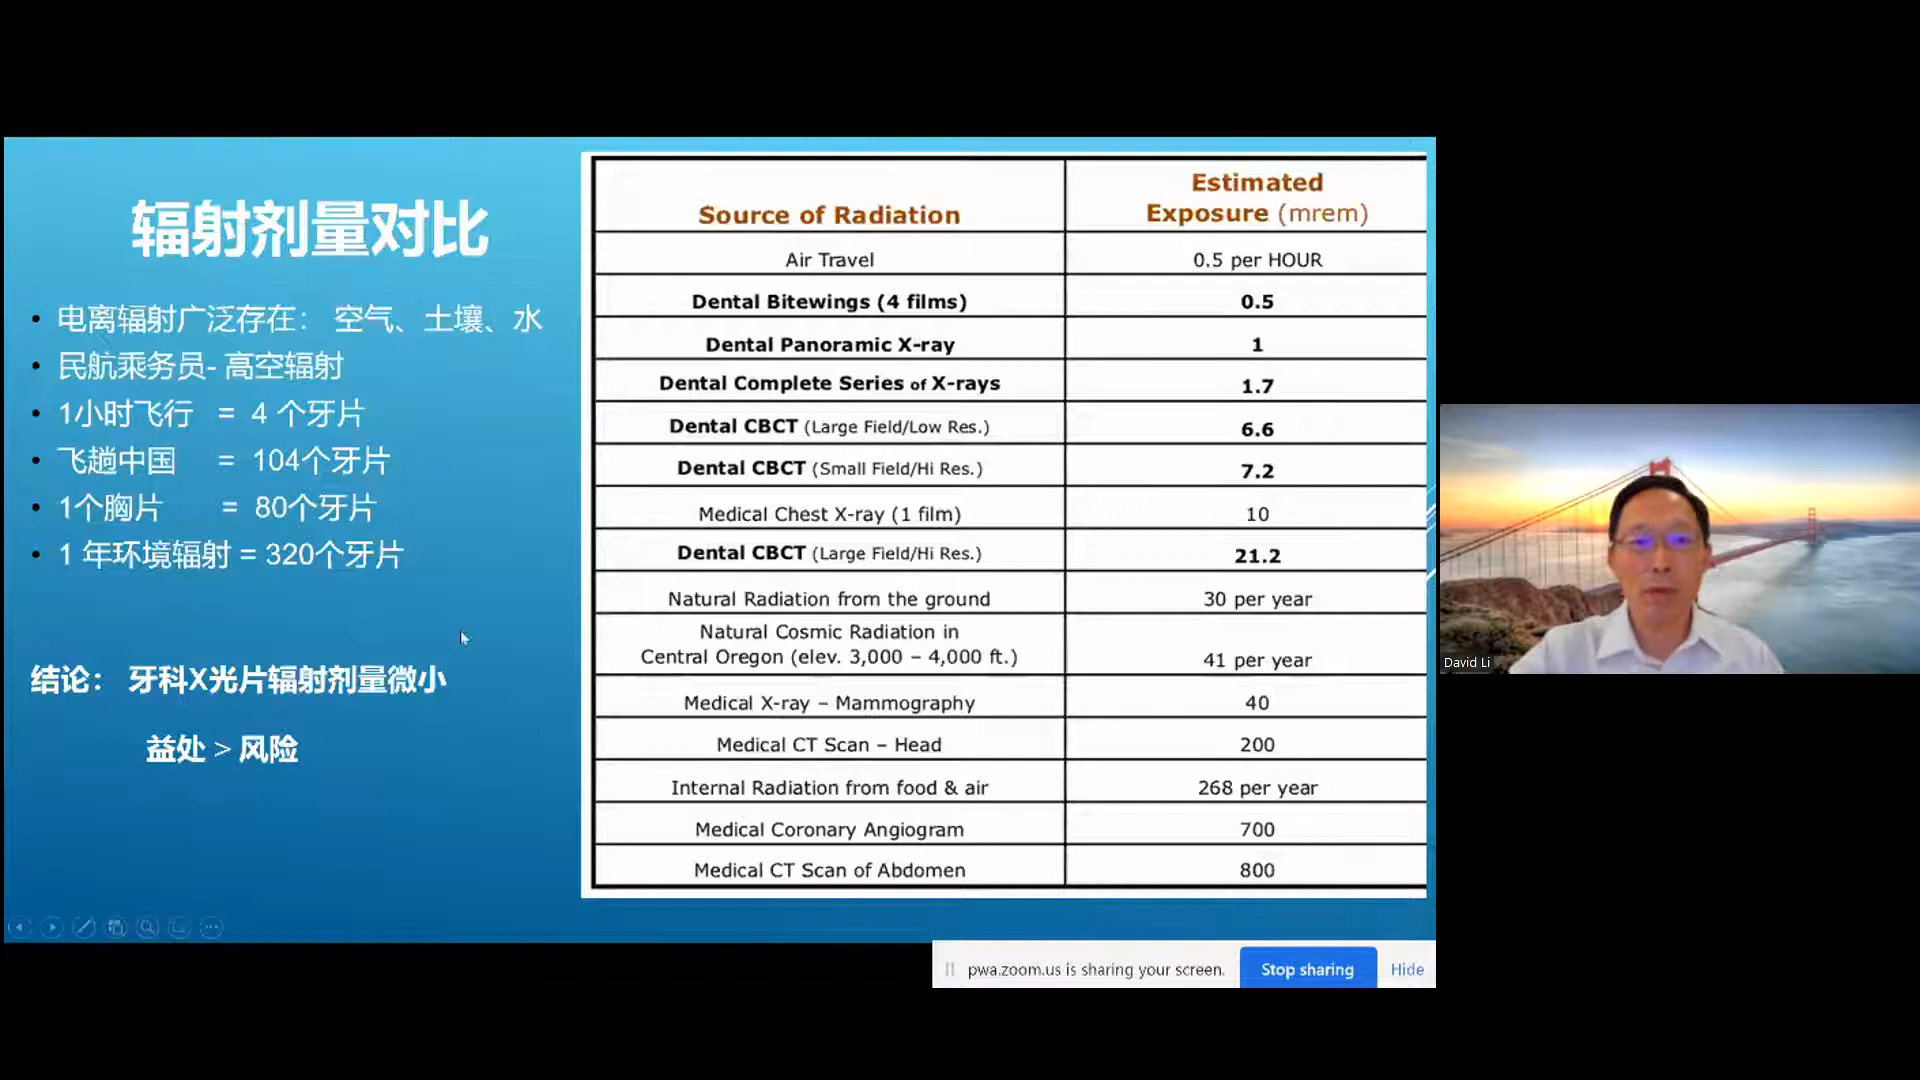 辐射剂量对比
• 电离辐射广泛存在： 空气、土壤、水
• 民航乘务员- 高空辐射
• 1小时飞行 = 4 个牙片
• 飞趟中国 = 104个牙片
• 1个胸片 = 80个牙片
• 1 年环境辐射 = 320个牙片
结论： 牙科X光片辐射剂量微小
益处 > 风险
Source of Radiation Estimated Exposure (mrem)
Air Travel 0.5 per HOUR
Dental Bitewings (4 films) 0.5
Dental Panoramic X-ray 1
Dental Complete Series of X-rays 1.7
Dental CBCT (Large Field/Low Res.) 6.6
Dental CBCT (Small Field/Hi Res.) 7.2
Medical Chest X-ray (1 film) 10
Dental CBCT (Large Field/Hi Res.) 21.2
Natural Radiation from the ground 30 per year
Natural Cosmic Radiation in
Central Oregon (elev. 3,000 – 4,000 ft.) 41 per year
Medical X-ray – Mammography 40
Medical CT Scan – Head 200
Internal Radiation from food & air 268 per year
Medical Coronary Angiogram 700
Medical CT Scan of Abdomen 800
David Li
pwa.zoom.us is sharing your screen. Stop sharing Hide